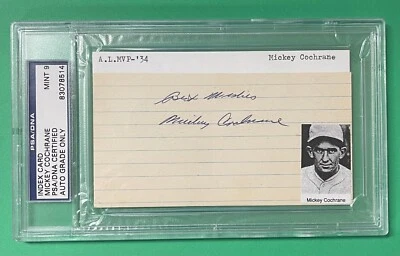 A.L.MVP-'34 Mickey Cochrane
Best Wishes
Mickey Cochrane
Mickey Cochrane
INDEX CARD
MICKEY COCHRANE
PSA/DNA CERTIFIED
AUTO GRADE ONLY
MINT 9
83078514
PSA/DNA